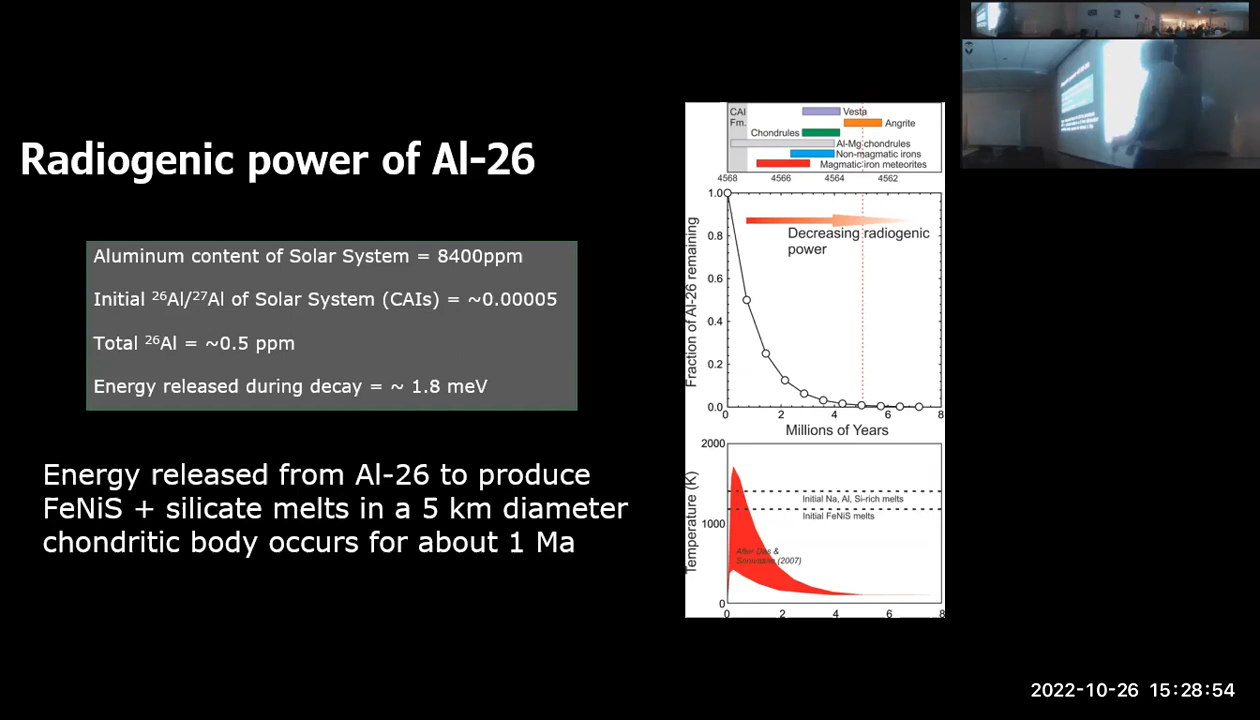 Radiogenic power of Al-26
Aluminum content of Solar System = 8400ppm
Initial ²⁶Al/²⁷Al of Solar System (CAIs) = ~0.00005
Total ²⁶Al = ~0.5 ppm
Energy released during decay = ~ 1.8 meV
Energy released from Al-26 to produce
FeNiS + silicate melts in a 5 km diameter
chondritic body occurs for about 1 Ma
CAI
Fm.
Vesta
Angrite
Chondrules
Al-Mg chondrules
Non-magmatic irons
Magmatic iron meteorites
4568 4566 4564 4562
Fraction of Al-26 remaining
1.0
0.8
0.6
0.4
0.2
0.0
Decreasing radiogenic
power
0 2 4 6 8
Millions of Years
Temperature (K)
2000
1000
0
Initial Na, Al, Si-rich melts
Initial FeNiS melts
After Das &
(2007)
0 2 4 6 8
2022-10-26 15:28:54